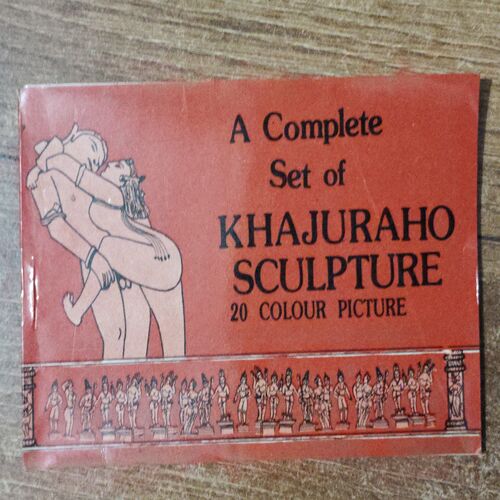 A Complete
Set of
KHAJURAHO
SCULPTURE
20 COLOUR PICTURE